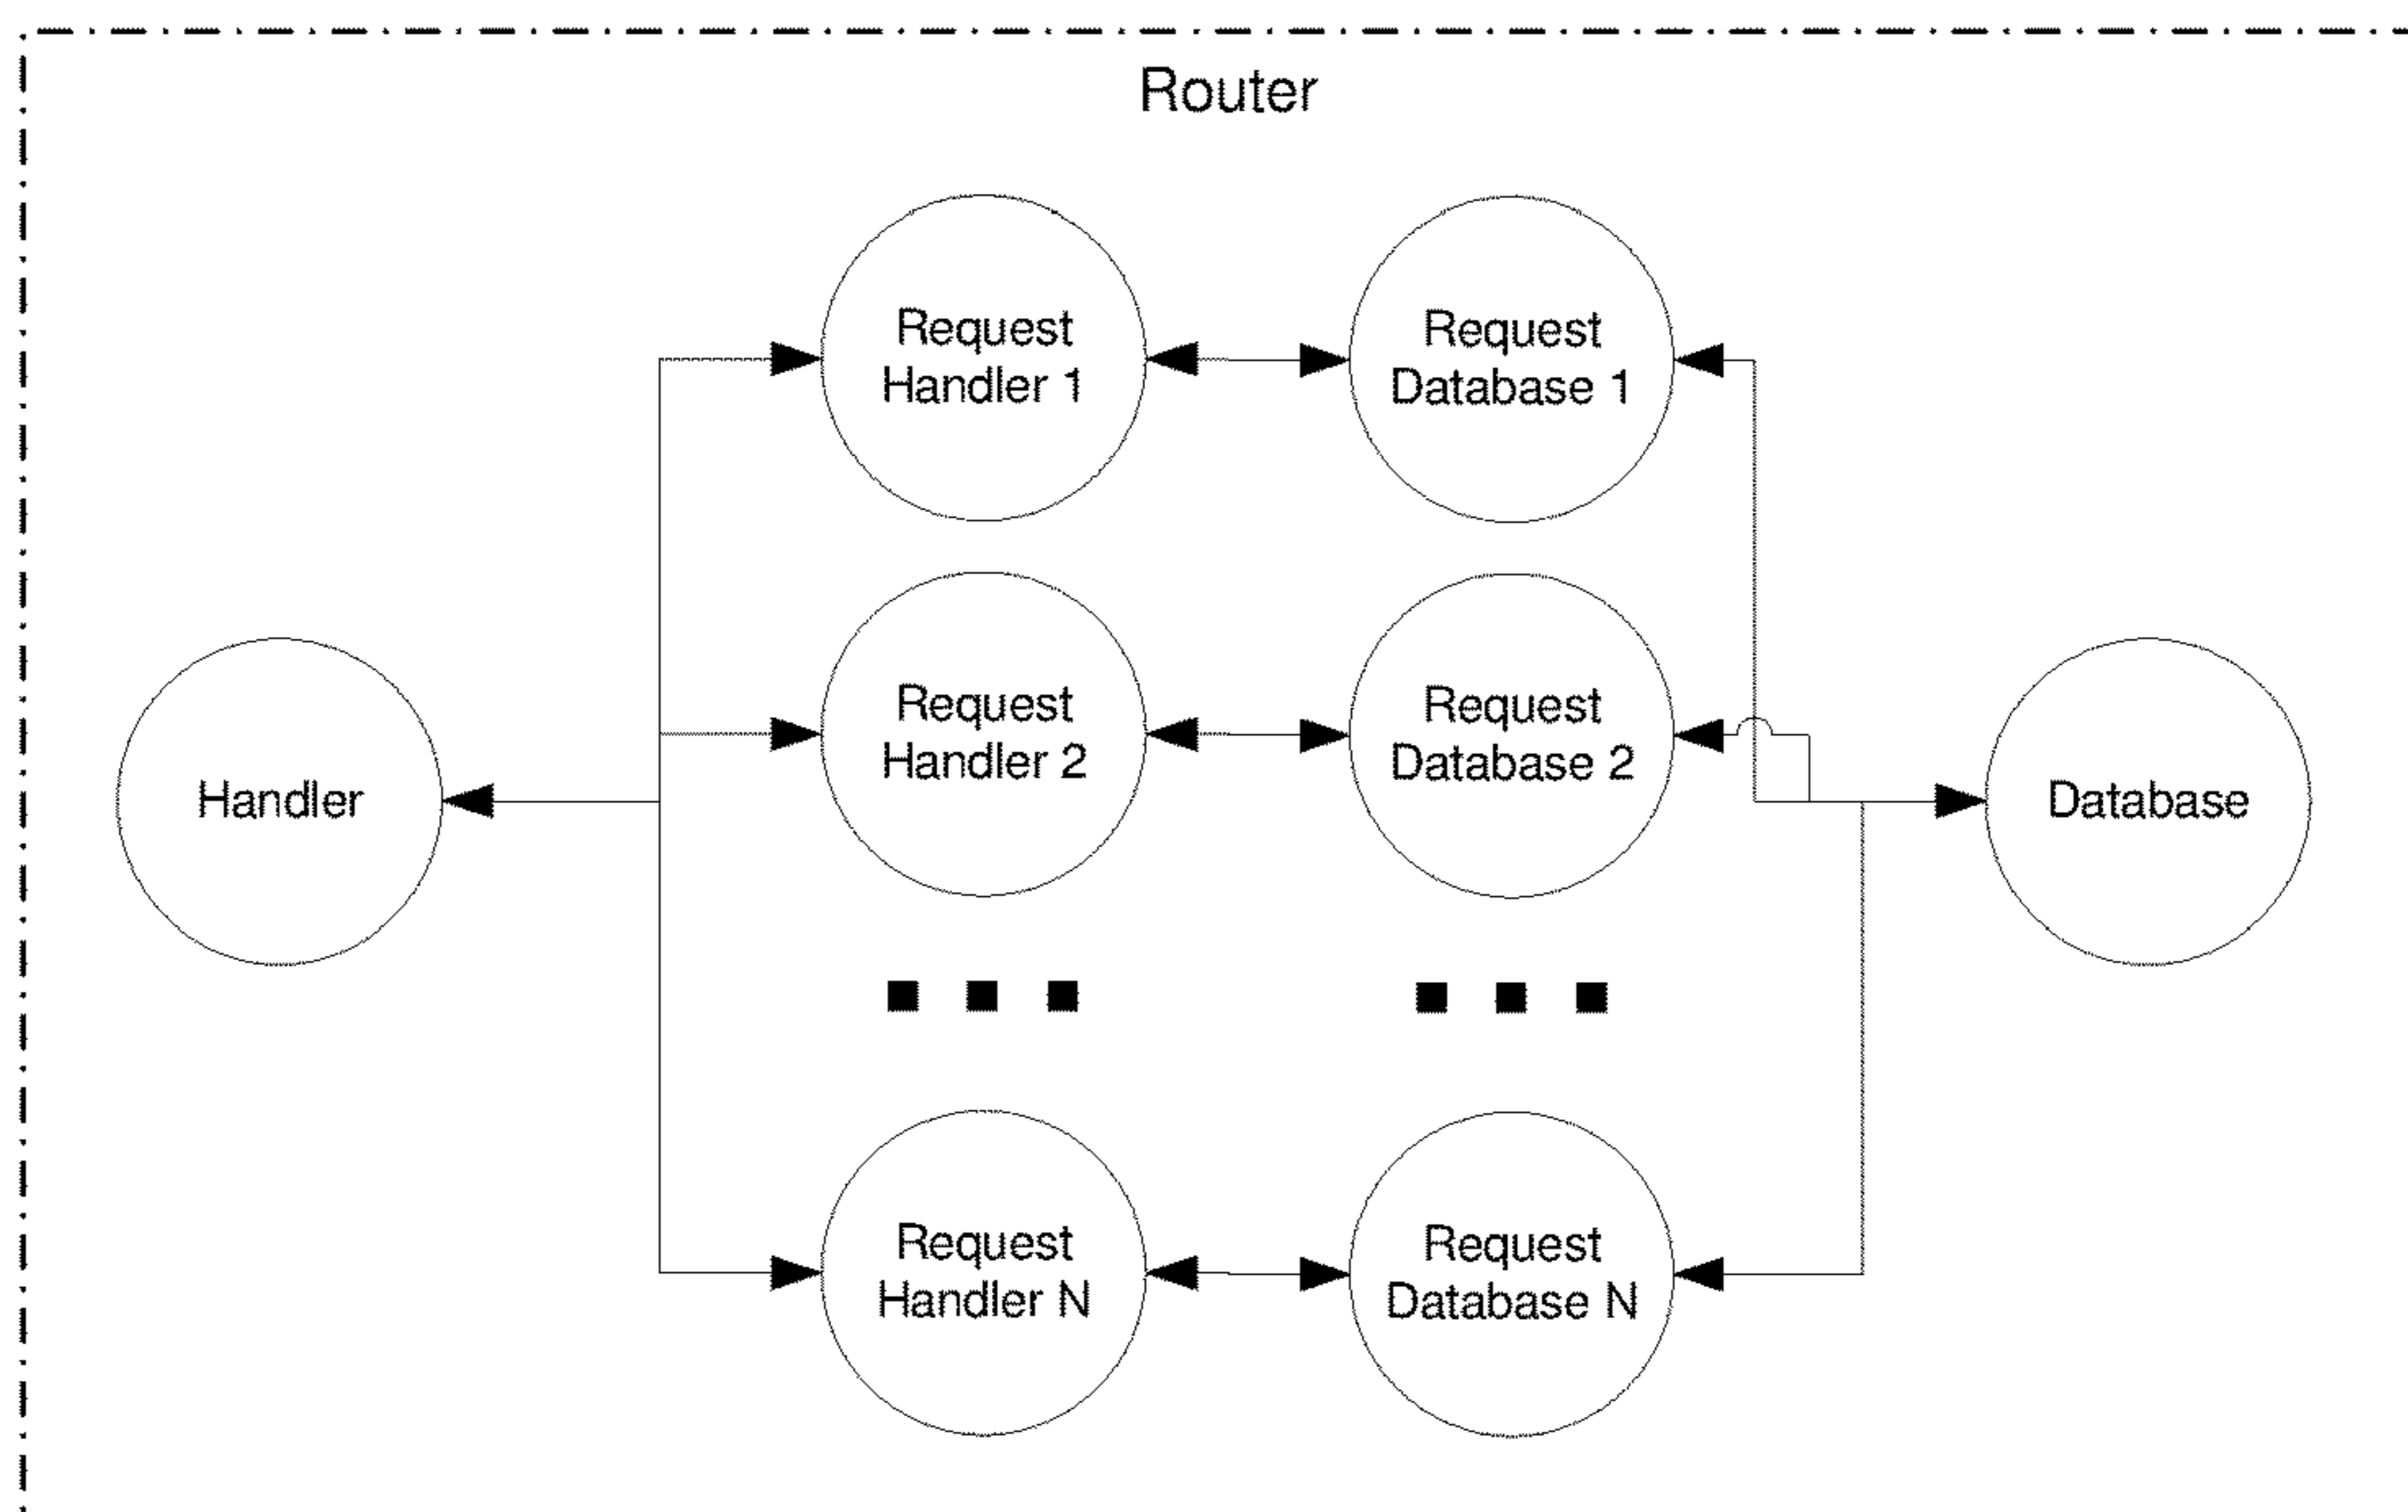 Router
Request
Handler 1
Request
Database 1
Request
Handler 2
Request
Database 2
Handler
Database
Request
Handler N
Request
Database N